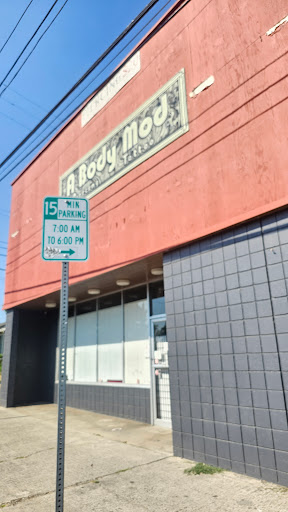 A Body Mod
15 MIN
PARKING
7:00 AM
TO 6:00 PM